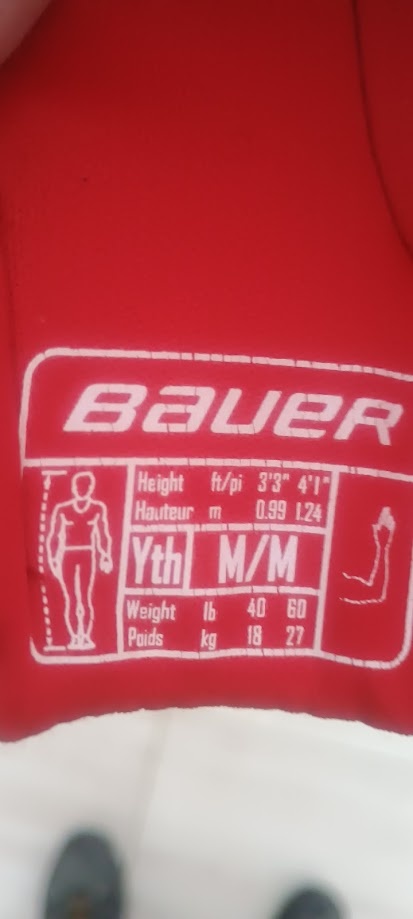 BAUER
Height ft/pi 3'3" 4'1"
Hauteur m 0.99 1.24
Yth M/M
Weight lb 40 60
Poids kg 18 27